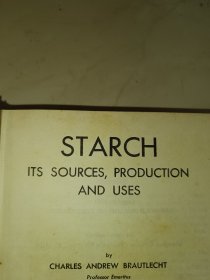 STARCH
ITS SOURCES, PRODUCTION
AND USES
by
CHARLES ANDREW BRAUTLECHT
Professor Emeritus